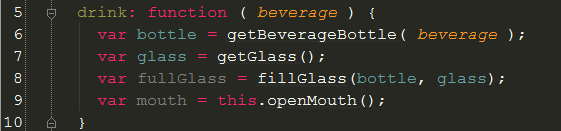 5 drink: function ( beverage ) {
6 var bottle = getBeverageBottle( beverage );
7 var glass = getGlass();
8 var fullGlass = fillGlass(bottle, glass);
9 var mouth = this.openMouth();
10 }